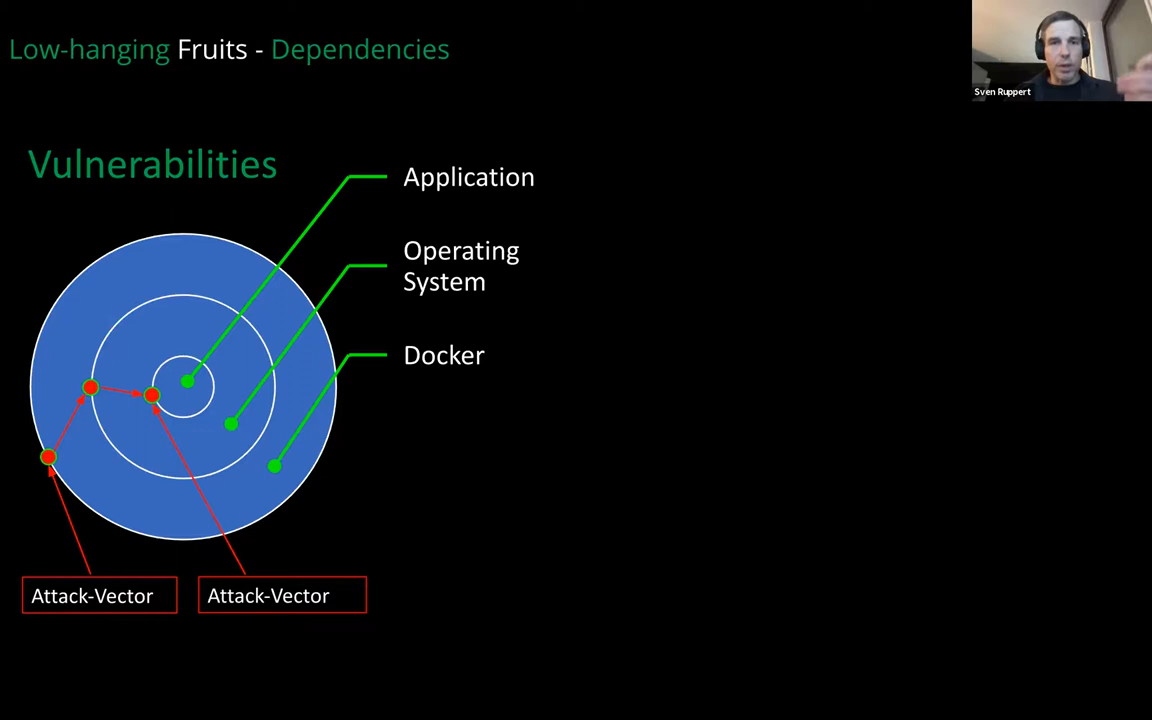 Low-hanging Fruits - Dependencies
Sven Ruppert
Vulnerabilities
Application
Operating
System
Docker
Attack-Vector
Attack-Vector